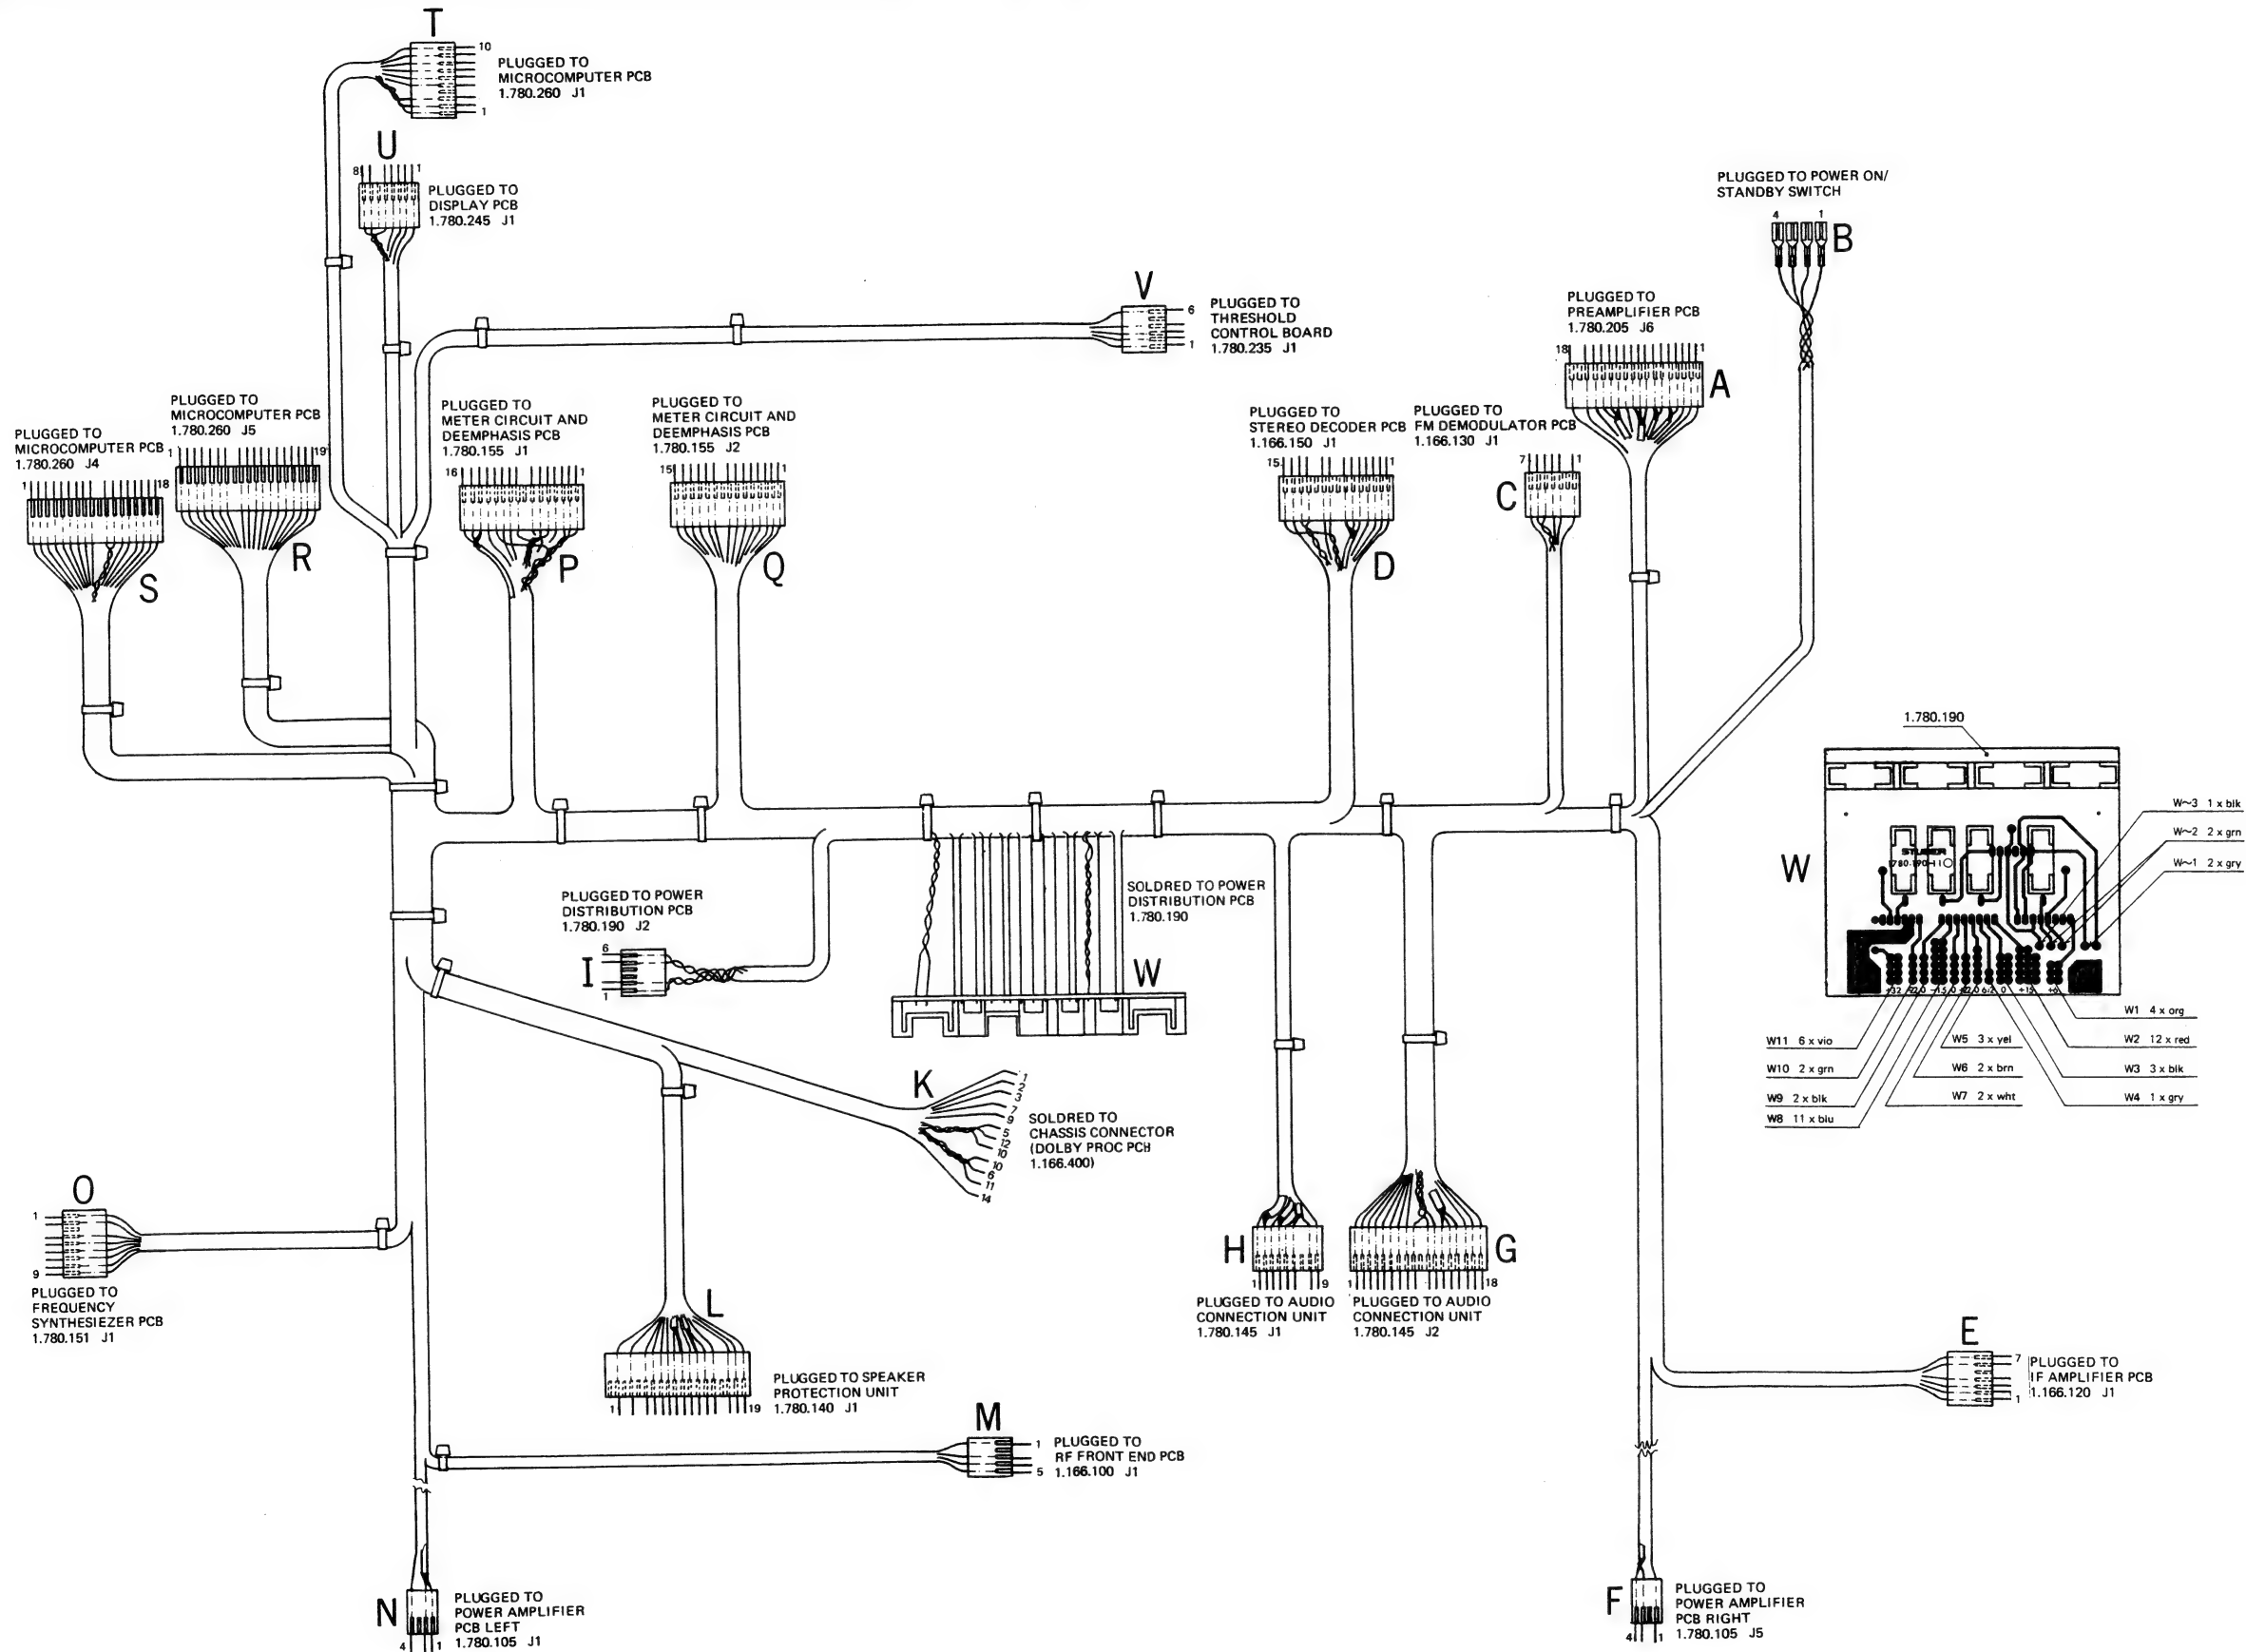 T
10
PLUGGED TO
MICROCOMPUTER PCB
1.780.260 J1
1
U
8
1
PLUGGED TO
DISPLAY PCB
1.780.245 J1
V
6
1
PLUGGED TO
THRESHOLD
CONTROL BOARD
1.780.235 J1
PLUGGED TO POWER ON/
STANDBY SWITCH
4
1
B
PLUGGED TO
PREAMPLIFIER PCB
1.780.205 J6
18
1
A
PLUGGED TO
MICROCOMPUTER PCB
1.780.260 J4
1
18
S
PLUGGED TO
MICROCOMPUTER PCB
1.780.260 J5
1
19
R
PLUGGED TO
METER CIRCUIT AND
DEEMPHASIS PCB
1.780.155 J1
16
1
P
PLUGGED TO
METER CIRCUIT AND
DEEMPHASIS PCB
1.780.155 J2
15
1
Q
PLUGGED TO
STEREO DECODER PCB
1.166.150 J1
15
1
D
PLUGGED TO
FM DEMODULATOR PCB
1.166.130 J1
7
1
C
1.780.190
W
STUDER
W~3 1 x blk
W~2 2 x grn
W~1 2 x gry
W1 4 x org
W2 12 x red
W3 3 x blk
W4 1 x gry
W5 3 x yel
W6 2 x brn
W7 2 x wht
W11 6 x vio
W10 2 x grn
W9 2 x blk
W8 11 x blu
PLUGGED TO POWER
DISTRIBUTION PCB
1.780.190 J2
6
1
I
SOLDRED TO POWER
DISTRIBUTION PCB
1.780.190
W
K
1
2
3
7
9
5
12
10
10
6
11
14
SOLDRED TO
CHASSIS CONNECTOR
(DOLBY PROC PCB
1.166.400)
O
1
9
PLUGGED TO
FREQUENCY
SYNTHESIEZER PCB
1.780.151 J1
L
1
19
PLUGGED TO SPEAKER
PROTECTION UNIT
1.780.140 J1
H
1
9
PLUGGED TO AUDIO
CONNECTION UNIT
1.780.145 J1
G
1
18
PLUGGED TO AUDIO
CONNECTION UNIT
1.780.145 J2
E
7
1
PLUGGED TO
IF AMPLIFIER PCB
1.166.120 J1
M
1
5
PLUGGED TO
RF FRONT END PCB
1.166.100 J1
N
4
1
PLUGGED TO
POWER AMPLIFIER
PCB LEFT
1.780.105 J1
F
4
1
PLUGGED TO
POWER AMPLIFIER
PCB RIGHT
1.780.105 J5